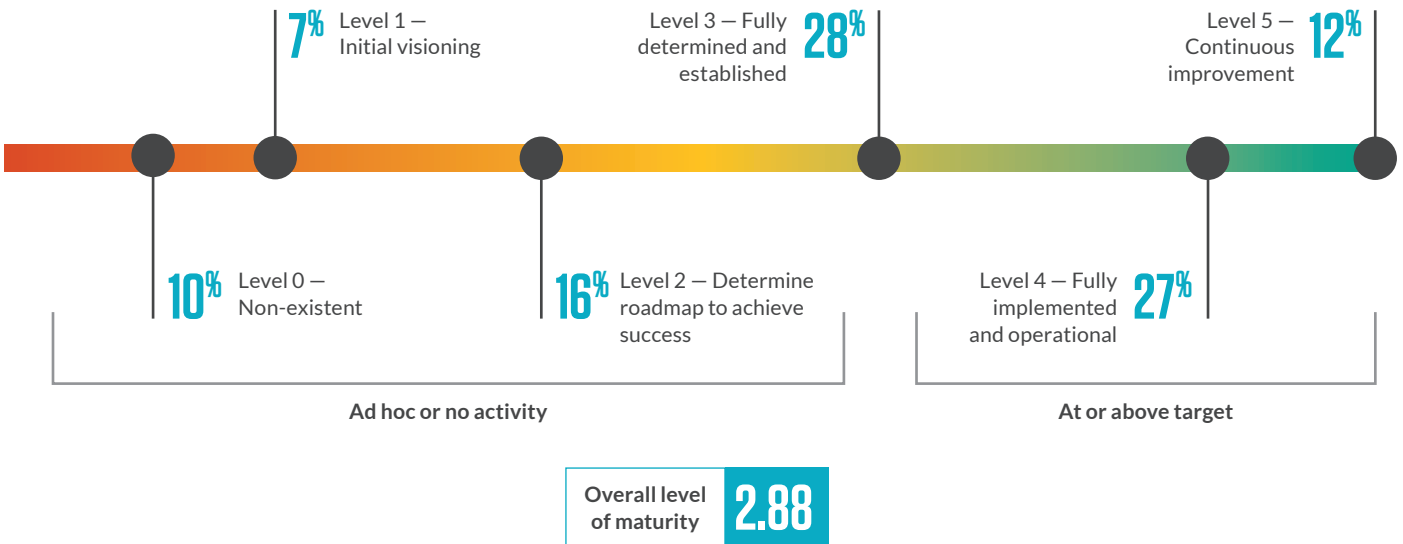 7%
Level 1 —
Initial visioning
Level 3 — Fully
determined and
established
28%
Level 5 —
Continuous
improvement
12%
10%
Level 0 —
Non-existent
16%
Level 2 — Determine
roadmap to achieve
success
Level 4 — Fully
implemented
and operational
27%
Ad hoc or no activity
At or above target
Overall level
of maturity
2.88